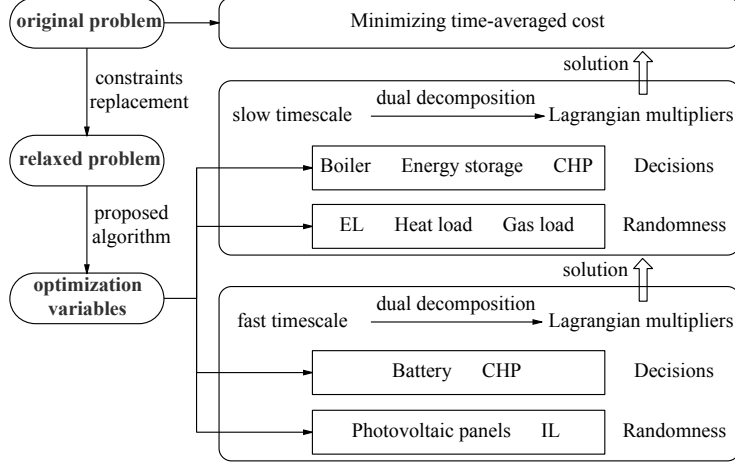 original problem
Minimizing time-averaged cost
constraints
replacement
solution
slow timescale
dual decomposition
Lagrangian multipliers
relaxed problem
Boiler Energy storage CHP
Decisions
proposed
algorithm
EL Heat load Gas load
Randomness
solution
optimization
variables
fast timescale
dual decomposition
Lagrangian multipliers
Battery CHP
Decisions
Photovoltaic panels IL
Randomness